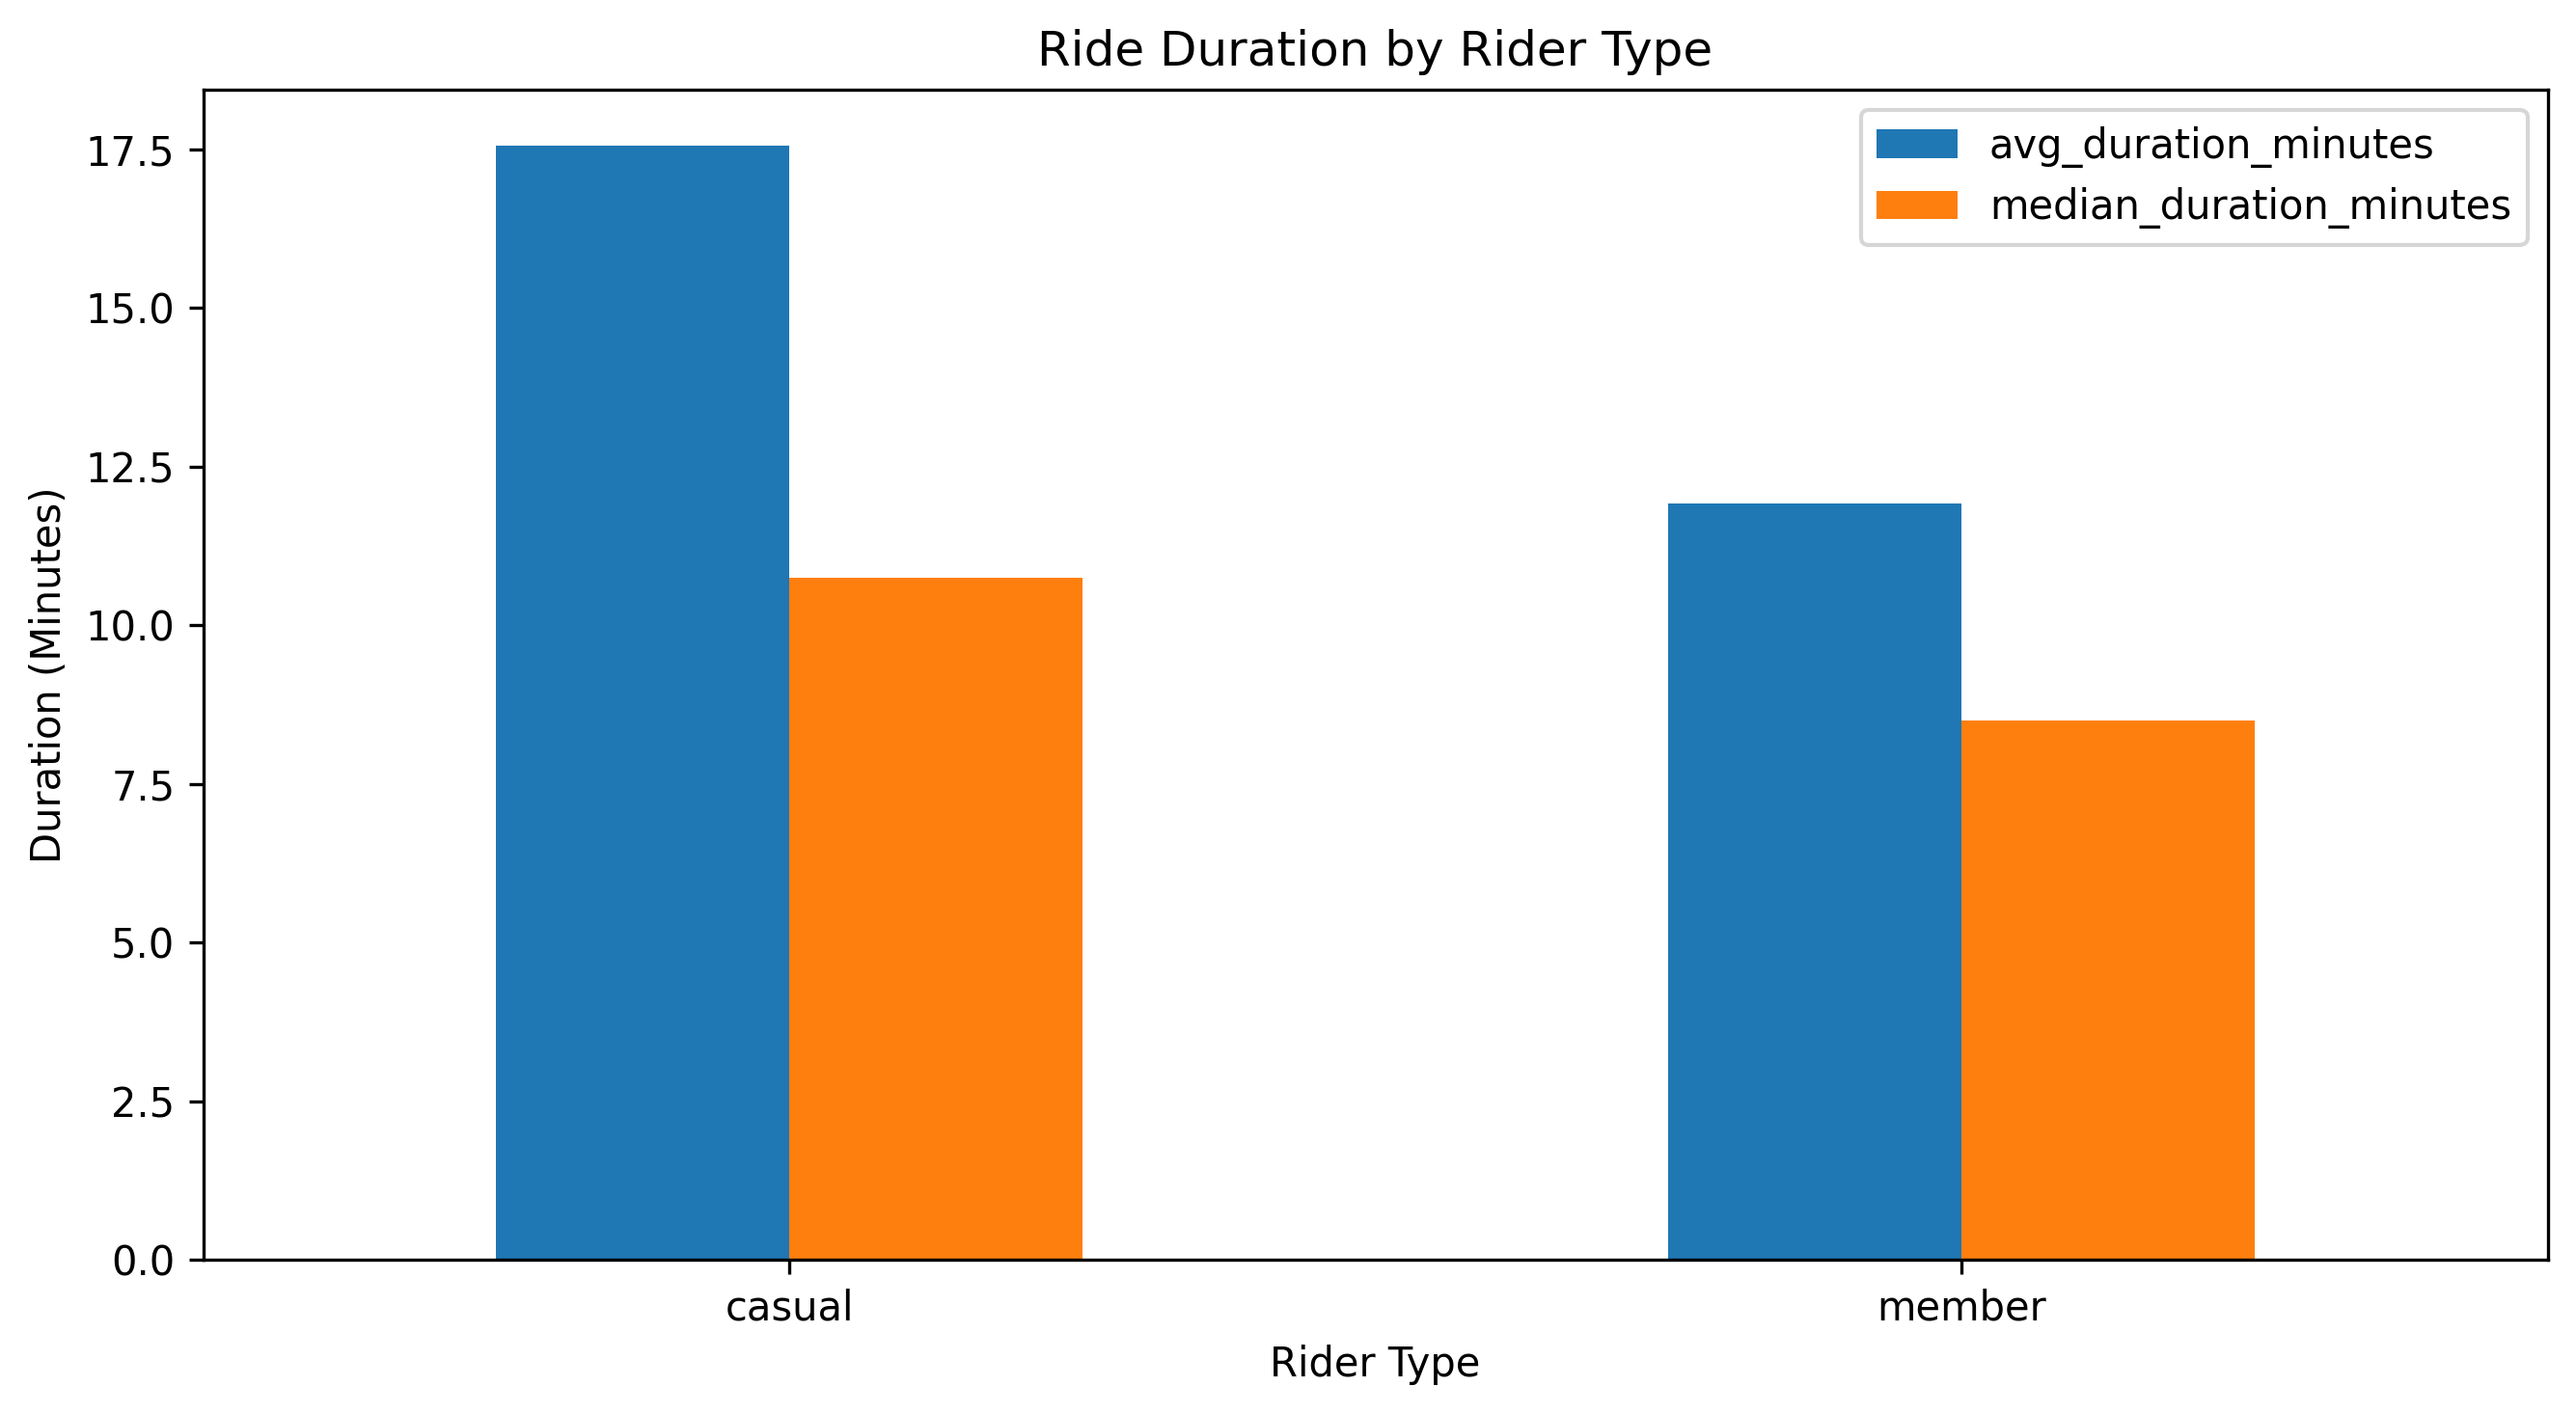 Ride Duration by Rider Type
avg_duration_minutes
median_duration_minutes
Duration (Minutes)
17.5
15.0
12.5
10.0
7.5
5.0
2.5
0.0
casual
member
Rider Type